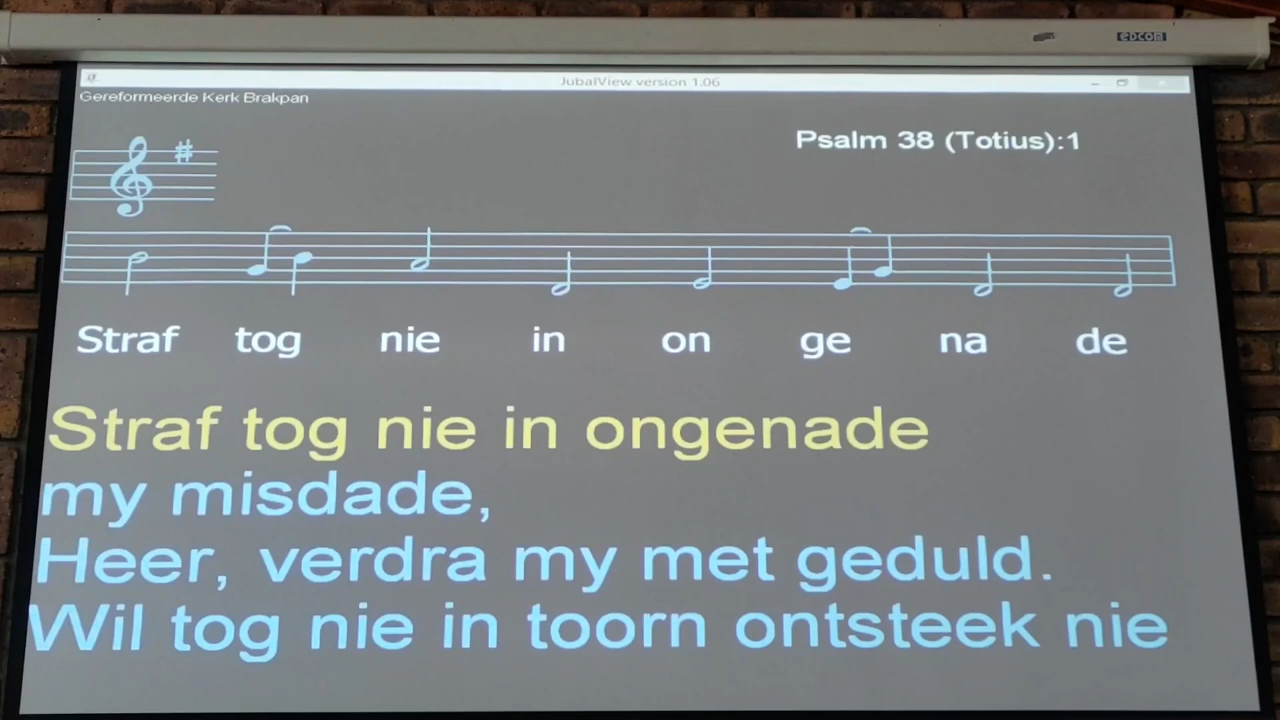 EDCOM
JubalView version 1.06
Gereformeerde Kerk Brakpan
Psalm 38 (Totius):1
Straf tog nie in on ge na de
Straf tog nie in ongenade
my misdade,
Heer, verdra my met geduld.
Wil tog nie in toorn ontsteek nie